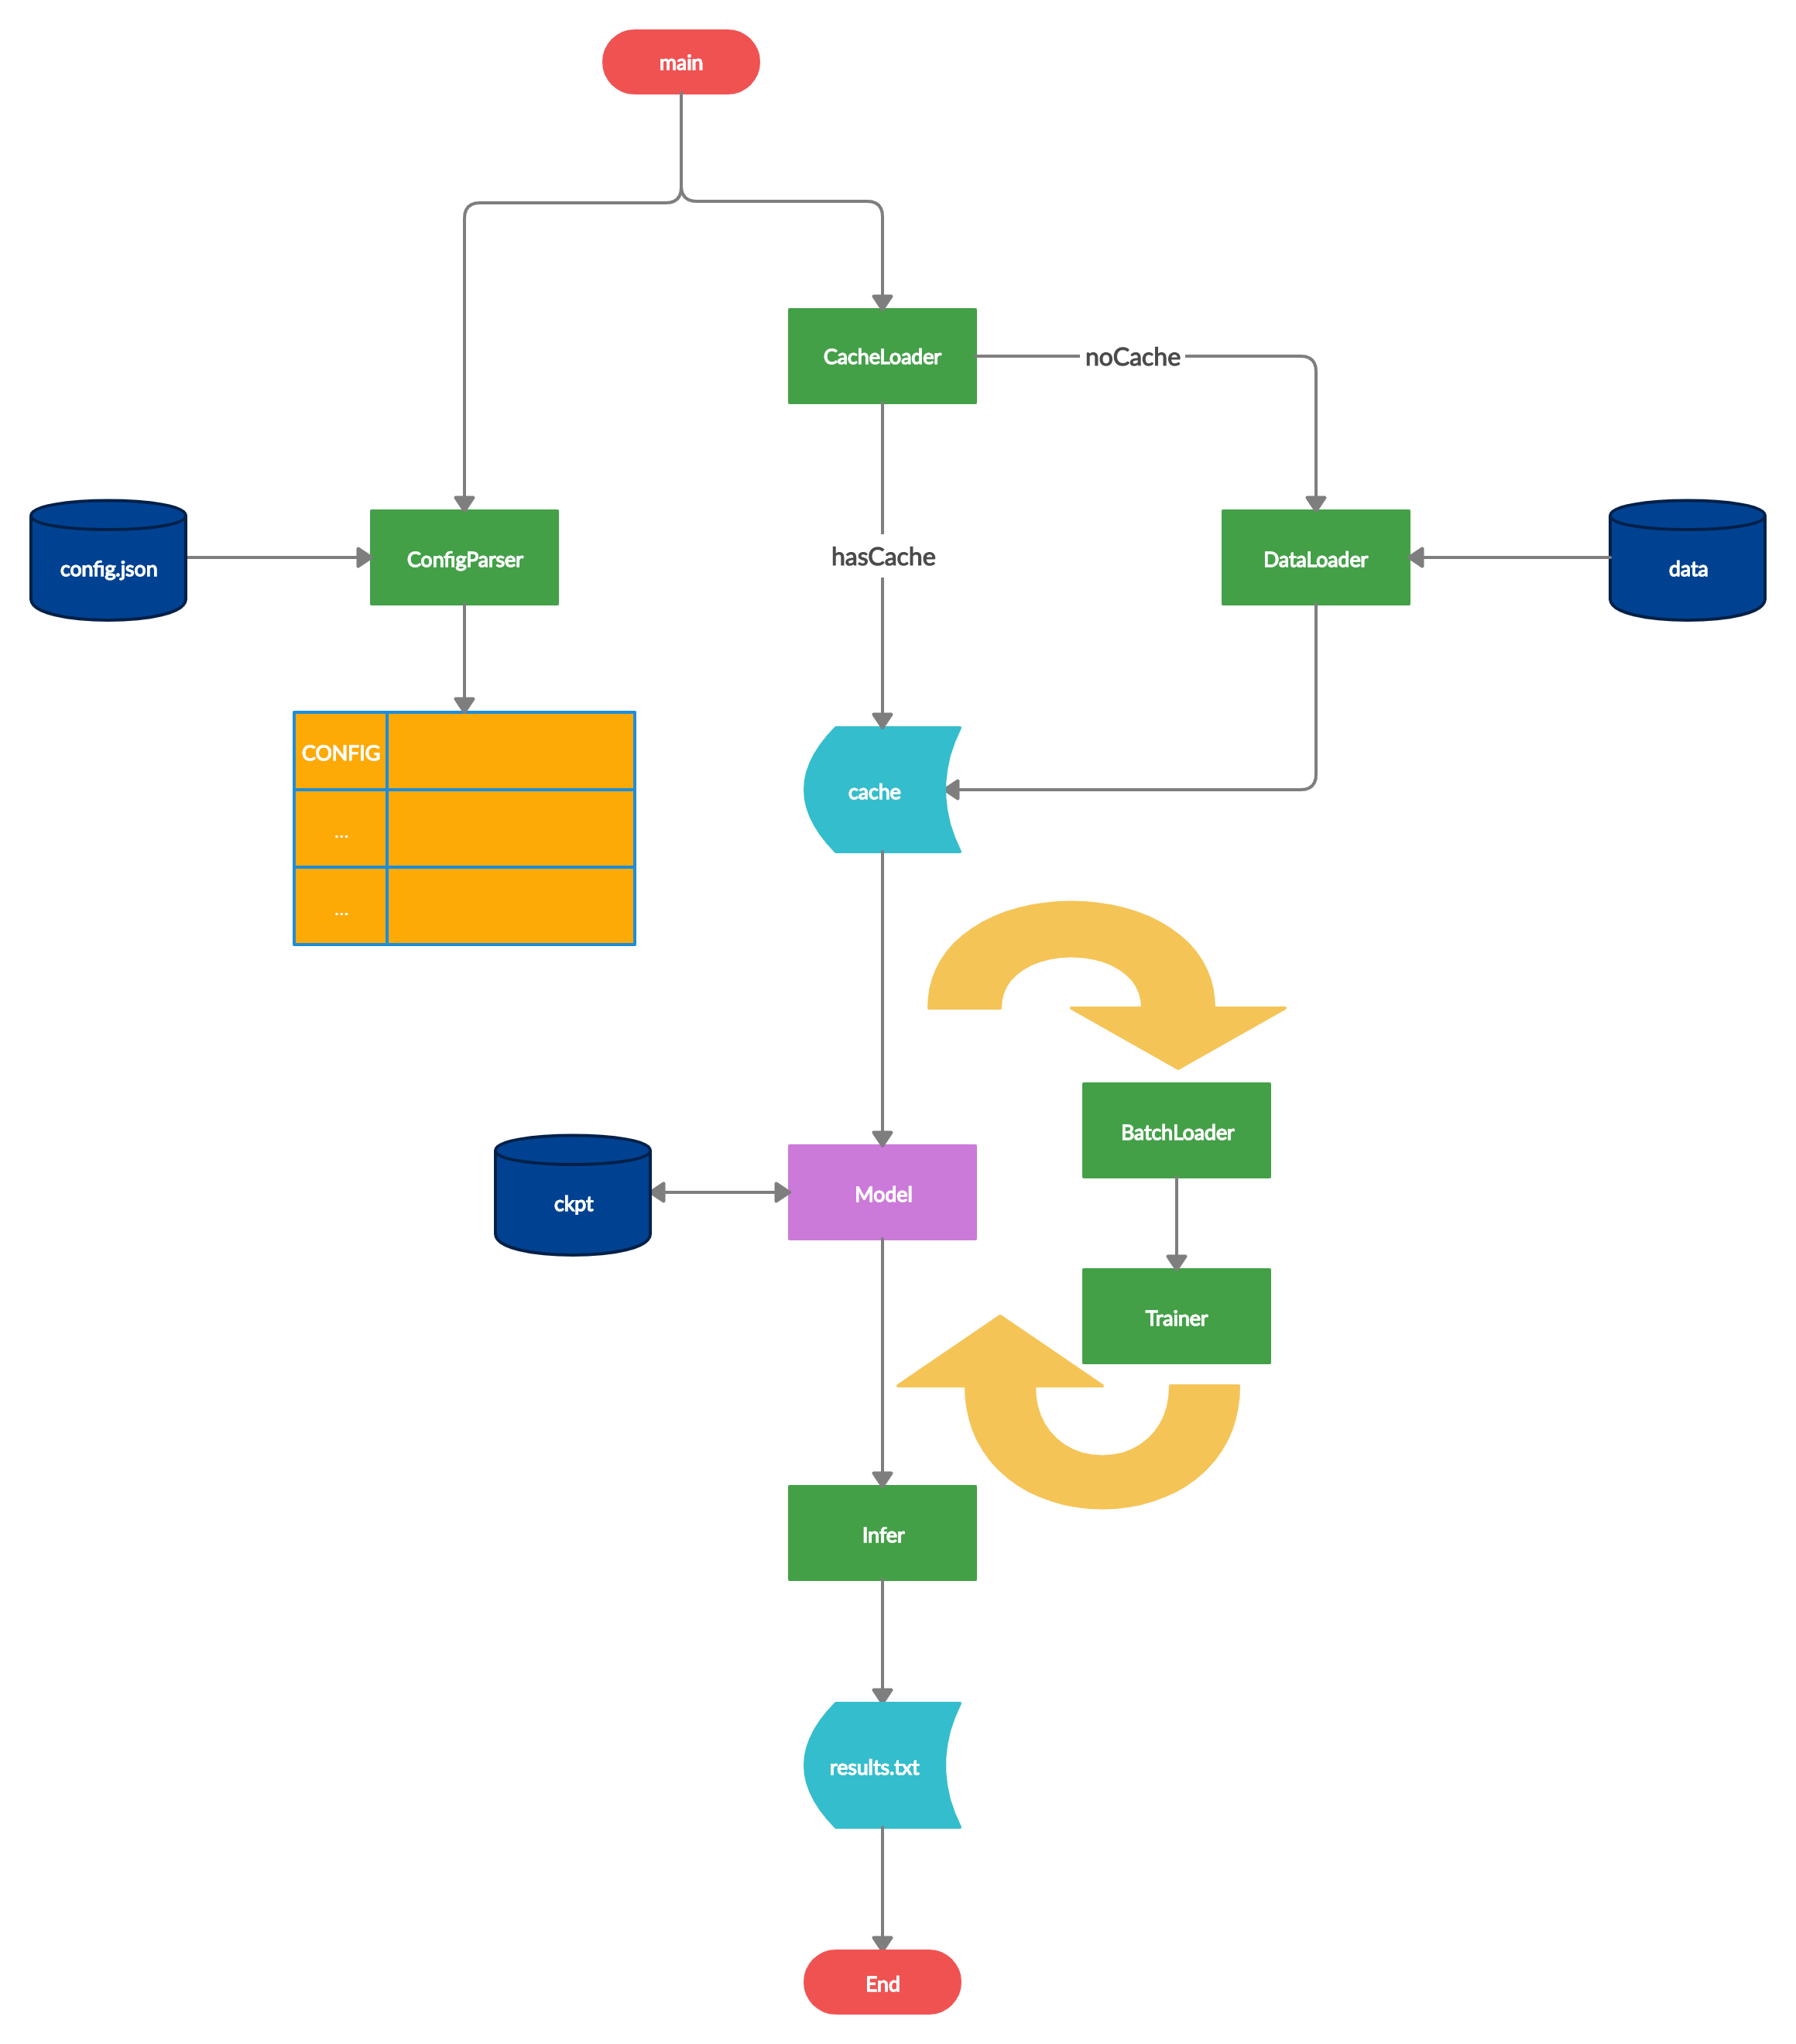 main
CacheLoader
noCache
config.json
ConfigParser
hasCache
DataLoader
data
CONFIG
...
...
cache
BatchLoader
ckpt
Model
Trainer
Infer
results.txt
End